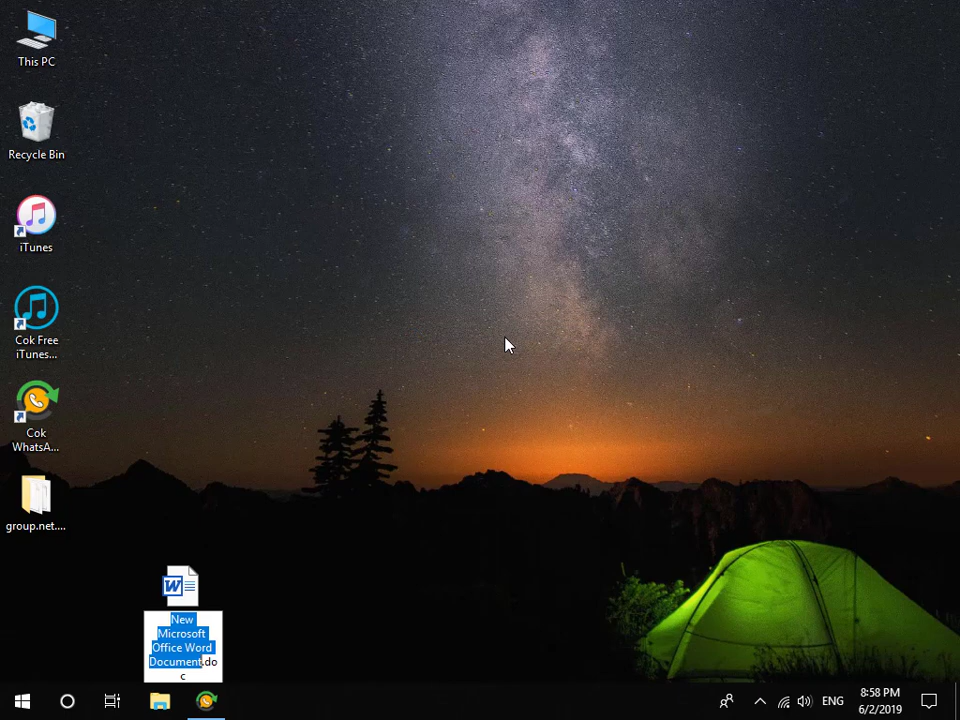 This PC
Recycle Bin
iTunes
Cok Free
iTunes...
Cok
WhatsA...
group.net....
W
New
Microsoft
Office Word
Document.do
c
ENG
8:58 PM
6/2/2019